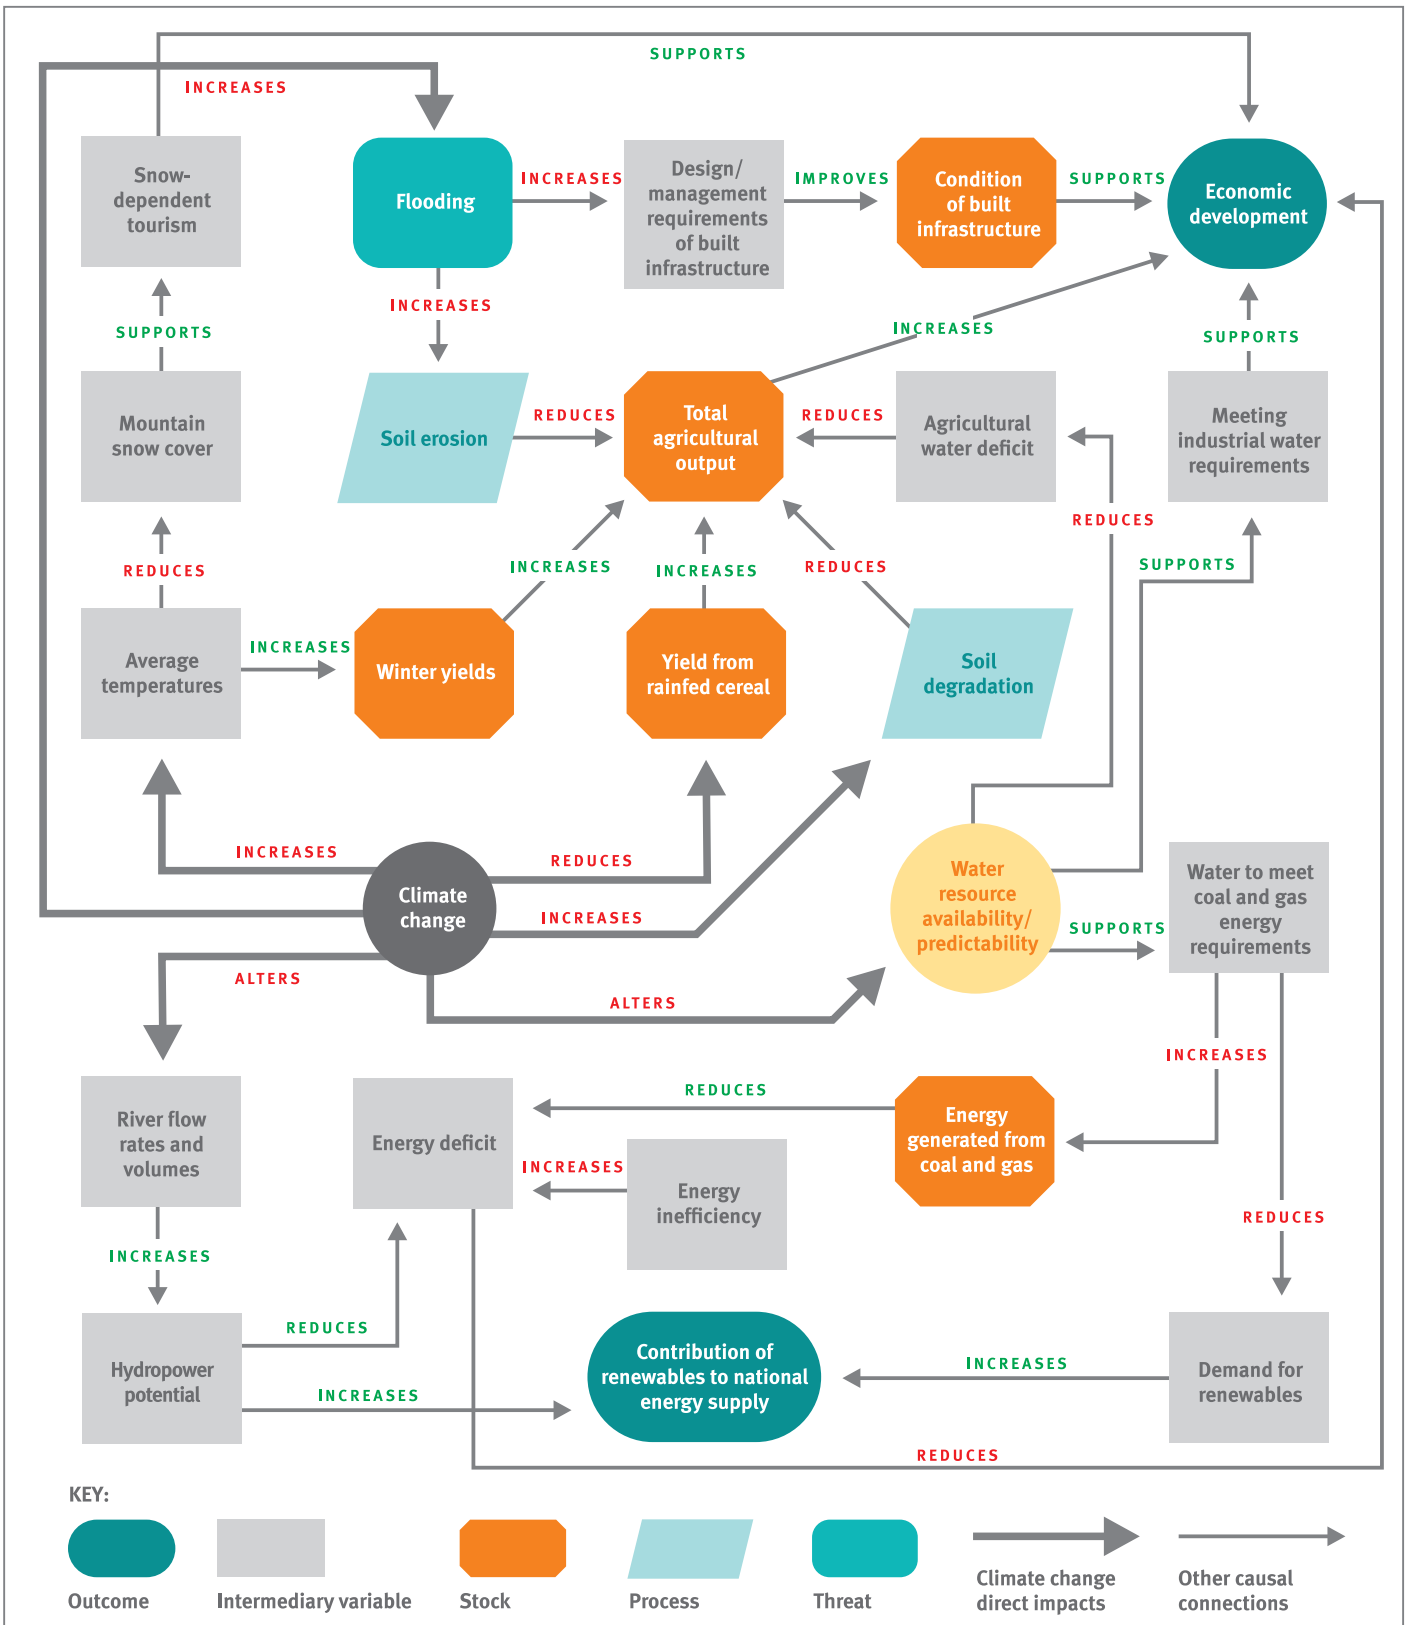 SUPPORTS
INCREASES
Snow-
dependent
tourism
Flooding
INCREASES
Design/
management
requirements
of built
infrastructure
IMPROVES
Condition
of built
infrastructure
SUPPORTS
Economic
development
INCREASES
SUPPORTS
INCREASES
SUPPORTS
Mountain
snow cover
Soil erosion
REDUCES
Total
agricultural
output
REDUCES
Agricultural
water deficit
Meeting
industrial water
requirements
REDUCES
REDUCES
INCREASES
INCREASES
REDUCES
SUPPORTS
Average
temperatures
INCREASES
Winter yields
Yield from
rainfed cereal
Soil
degradation
INCREASES
REDUCES
Climate
change
INCREASES
Water
resource
availability/
predictability
SUPPORTS
Water to meet
coal and gas
energy
requirements
ALTERS
ALTERS
INCREASES
River flow
rates and
volumes
Energy deficit
REDUCES
Energy
generated from
coal and gas
INCREASES
Energy
inefficiency
REDUCES
INCREASES
Hydropower
potential
REDUCES
INCREASES
Contribution of
renewables to national
energy supply
INCREASES
Demand for
renewables
REDUCES
KEY:
Outcome
Intermediary variable
Stock
Process
Threat
Climate change
direct impacts
Other causal
connections